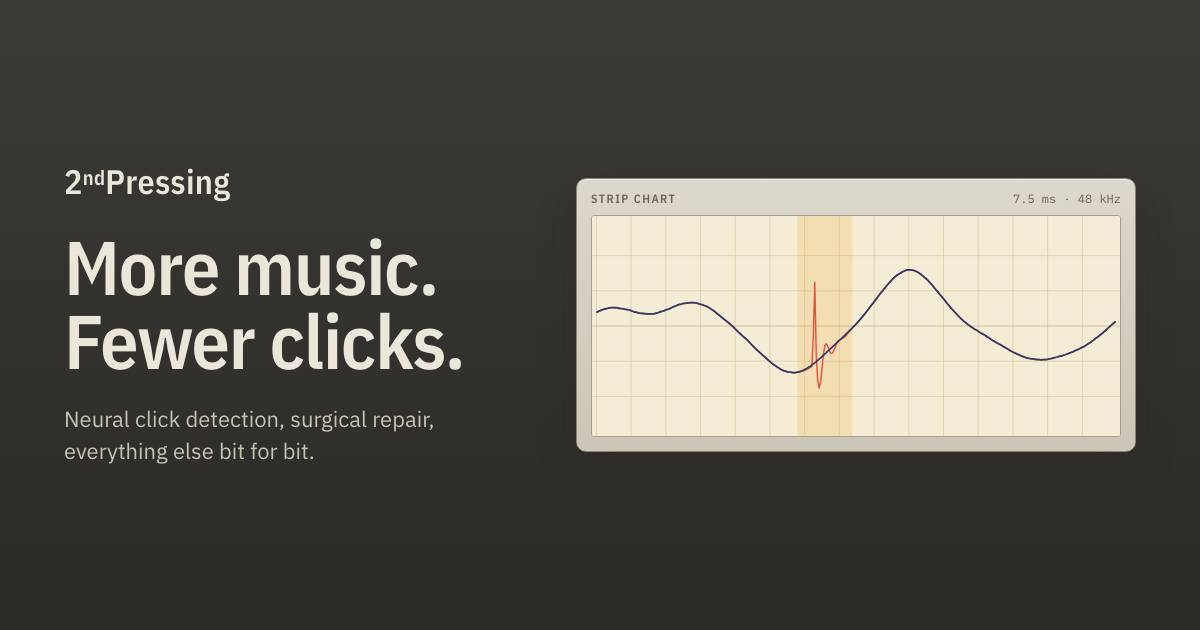 2ndPressing
More music.
Fewer clicks.
Neural click detection, surgical repair,
everything else bit for bit.
STRIP CHART
7.5 ms · 48 kHz